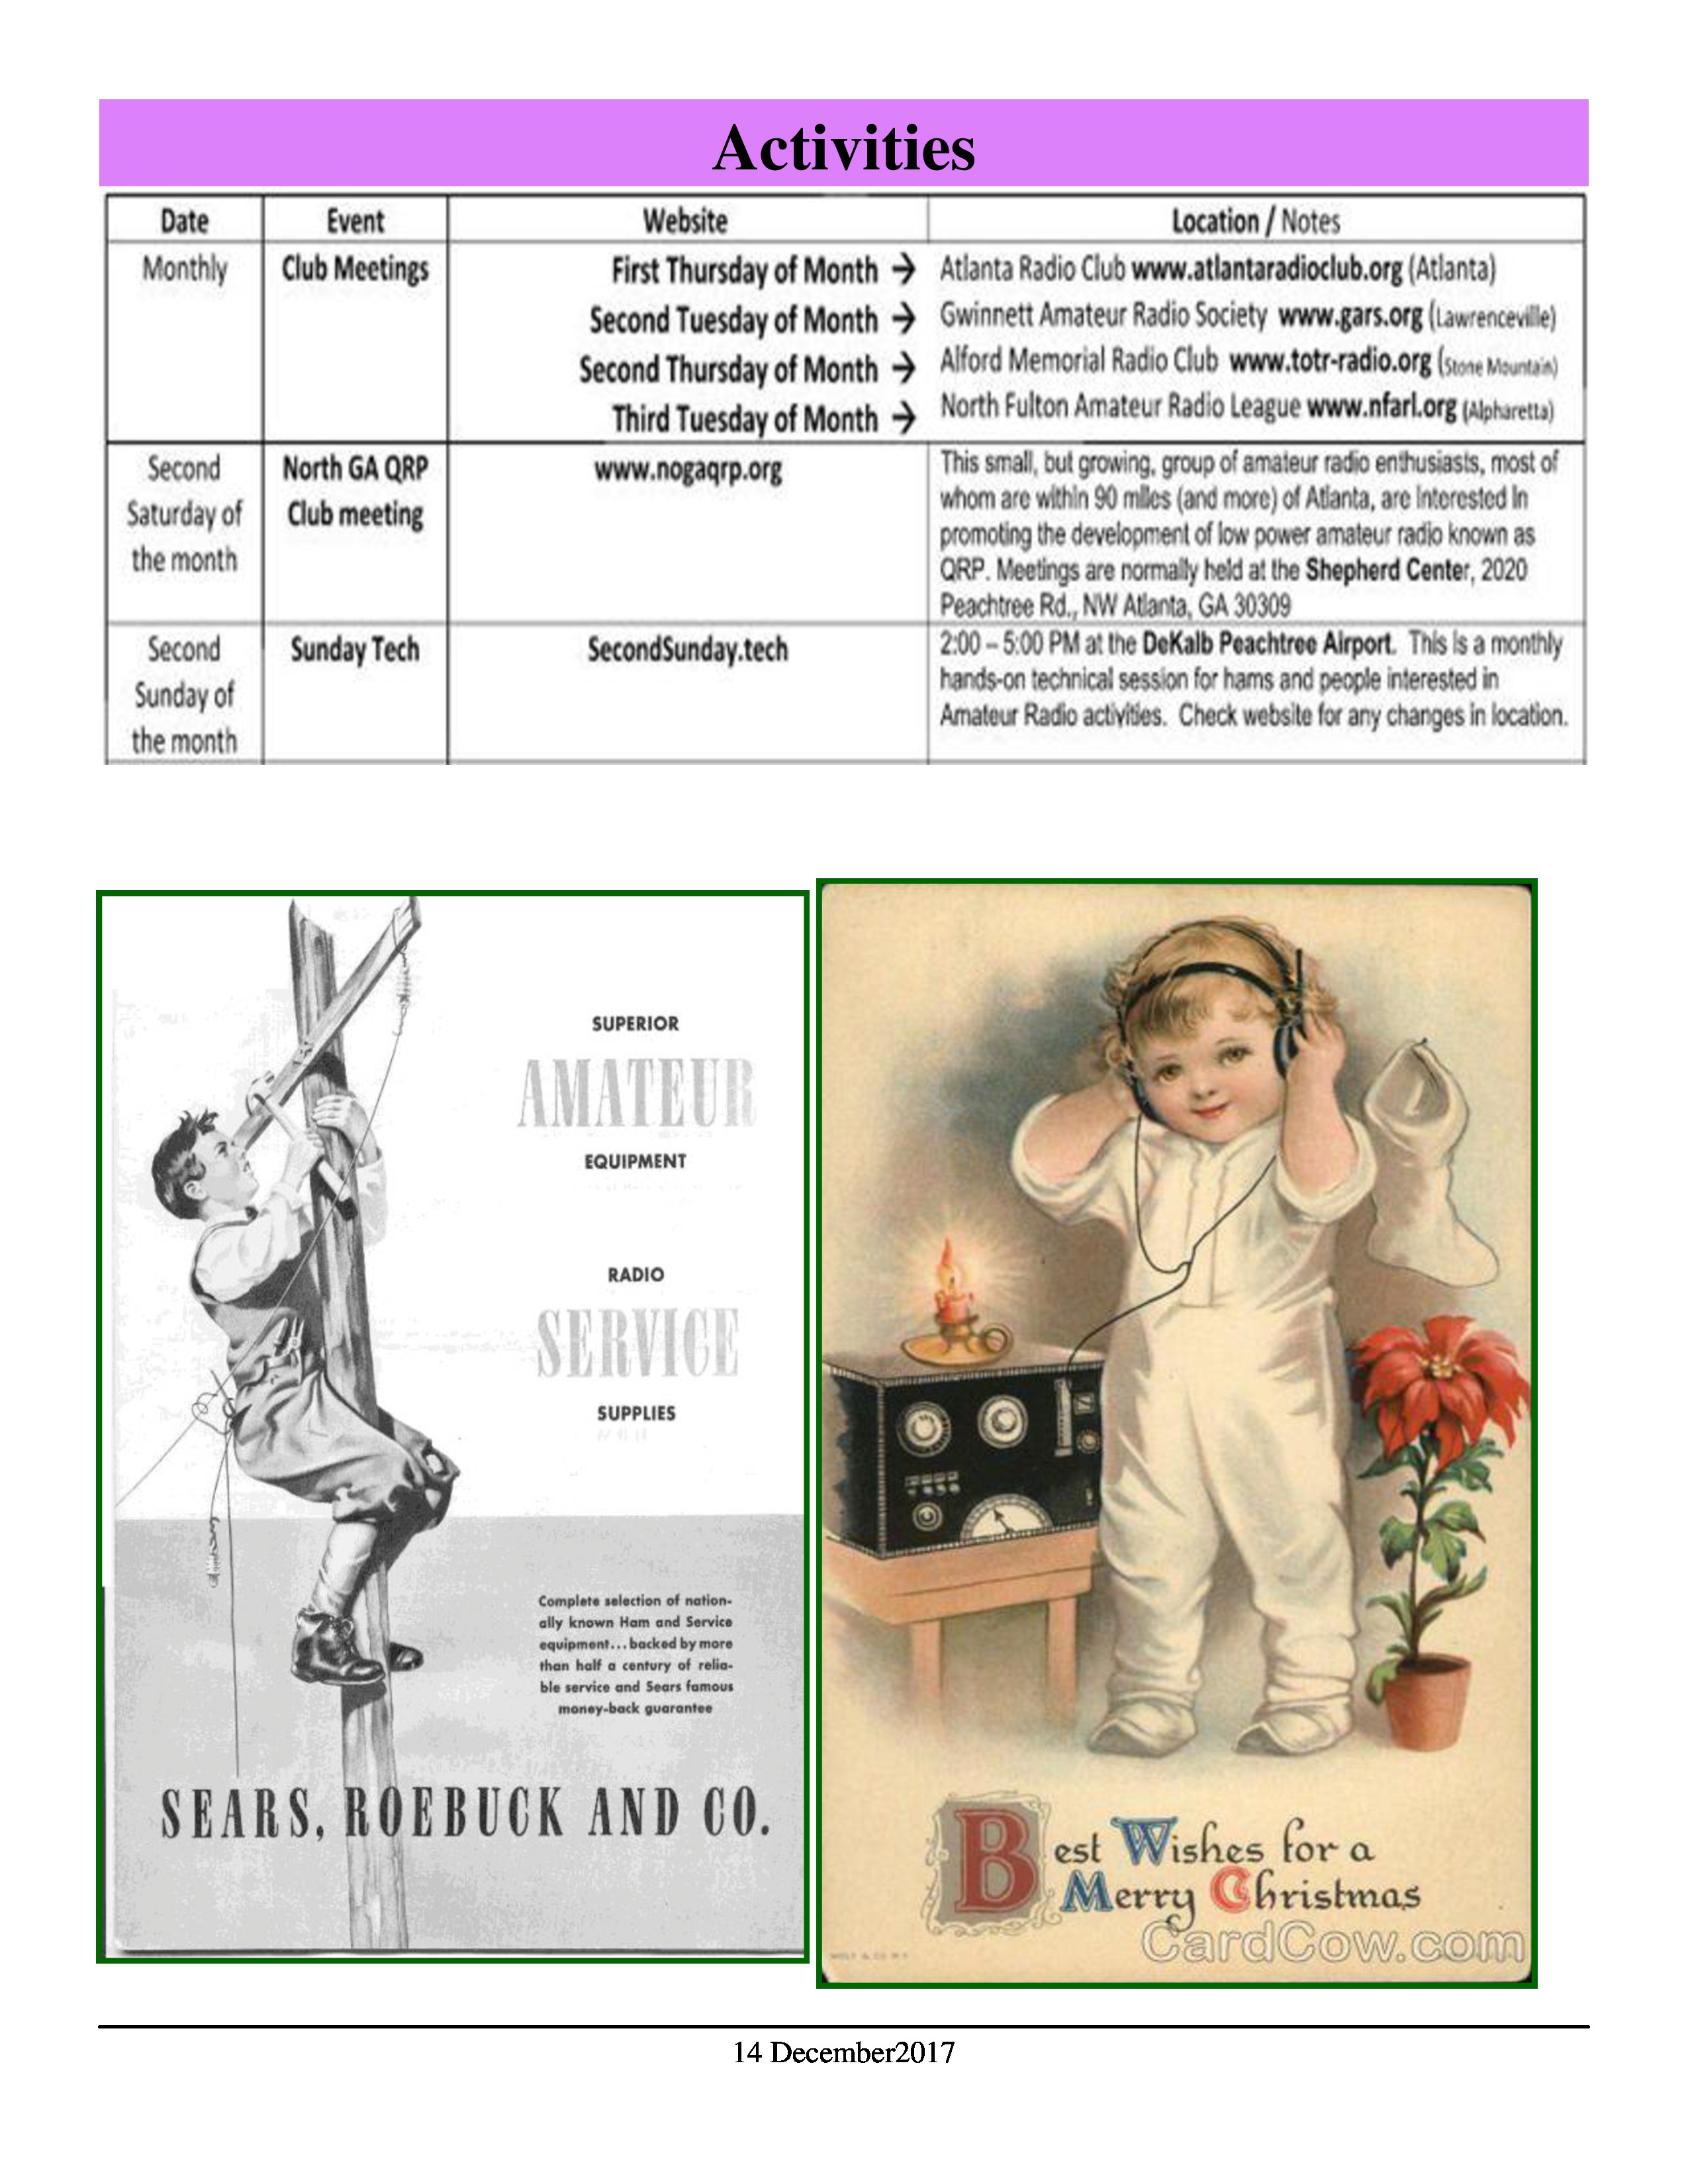 Activities
Date Event Website Location / Notes
Monthly Club Meetings First Thursday of Month → Atlanta Radio Club www.atlantaradioclub.org (Atlanta)
Second Tuesday of Month → Gwinnett Amateur Radio Society www.gars.org (Lawrenceville)
Second Thursday of Month → Alford Memorial Radio Club www.totr-radio.org (Stone Mountain)
Third Tuesday of Month → North Fulton Amateur Radio League www.nfarl.org (Alpharetta)
Second
Saturday of
the month
North GA QRP
Club meeting
www.nogaqrp.org
This small, but growing, group of amateur radio enthusiasts, most of
whom are within 90 miles (and more) of Atlanta, are interested in
promoting the development of low power amateur radio known as
QRP. Meetings are normally held at the Shepherd Center, 2020
Peachtree Rd., NW Atlanta, GA 30309
Second
Sunday of
the month
Sunday Tech
SecondSunday.tech
2:00 – 5:00 PM at the DeKalb Peachtree Airport. This is a monthly
hands-on technical session for hams and people interested in
Amateur Radio activities. Check website for any changes in location.
SUPERIOR
AMATEUR
EQUIPMENT
RADIO
SERVICE
SUPPLIES
Complete selection of nation-
ally known Ham and Service
equipment...backed by more
than half a century of relia-
ble service and Sears famous
money-back guarantee
SEARS, ROEBUCK AND CO.
Best Wishes for a
Merry Christmas
CardCow.com
14 December2017